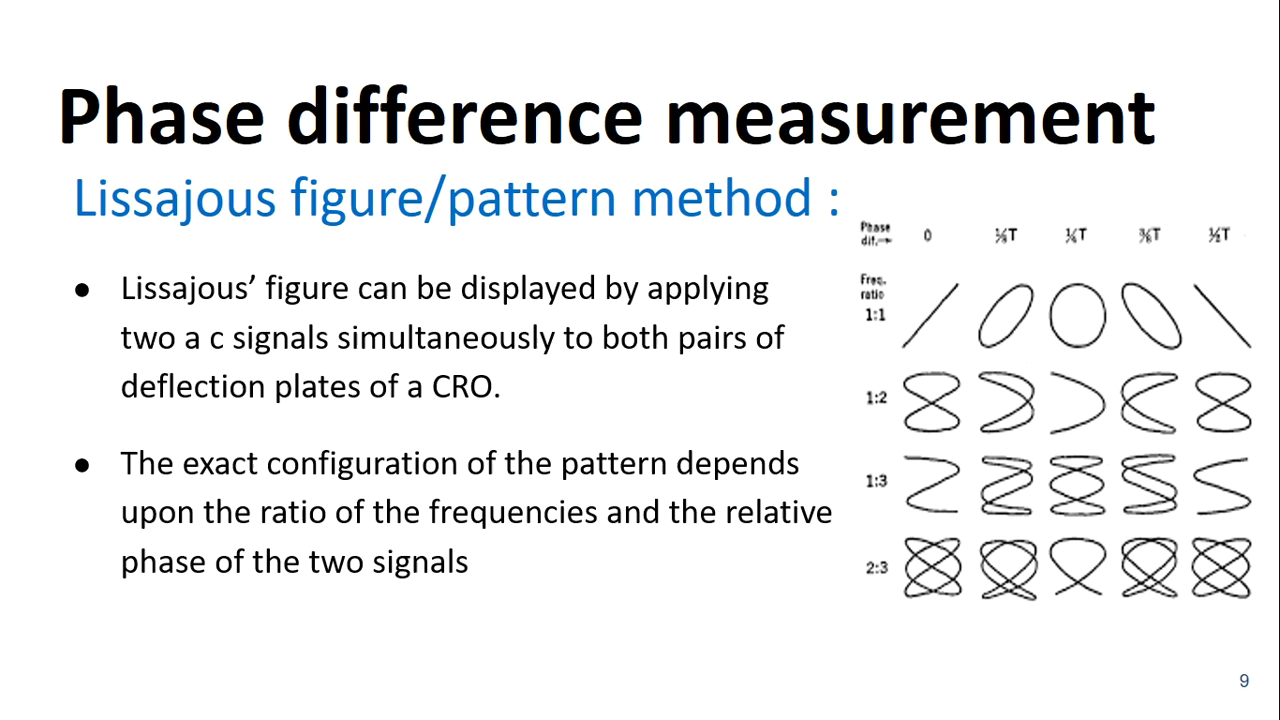 Phase difference measurement
Lissajous figure/pattern method :
● Lissajous’ figure can be displayed by applying
two a c signals simultaneously to both pairs of
deflection plates of a CRO.
● The exact configuration of the pattern depends
upon the ratio of the frequencies and the relative
phase of the two signals
Phase
dif.→ 0 ⅛T ¼T ⅜T ½T
Freq.
ratio
1:1
1:2
1:3
2:3
9